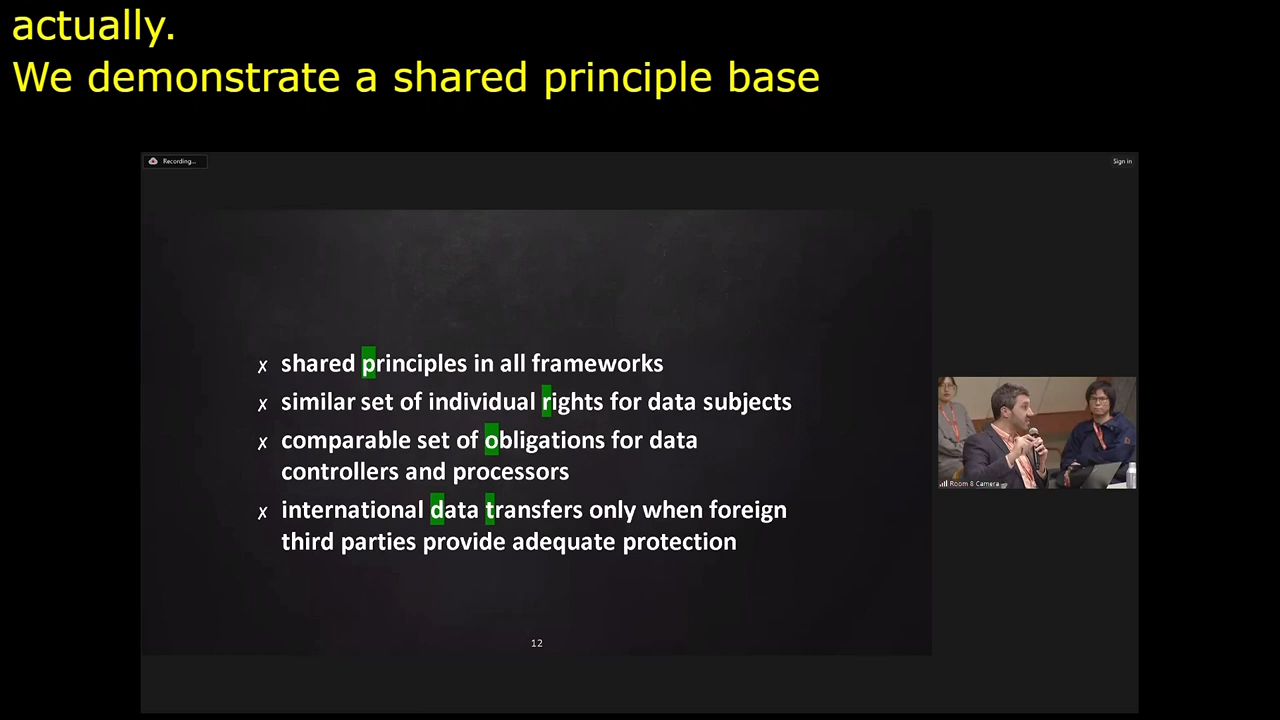 actually.
We demonstrate a shared principle base
Recording...
Sign in
x shared principles in all frameworks
x similar set of individual rights for data subjects
x comparable set of obligations for data
controllers and processors
x international data transfers only when foreign
third parties provide adequate protection
Room 8 Camera
12